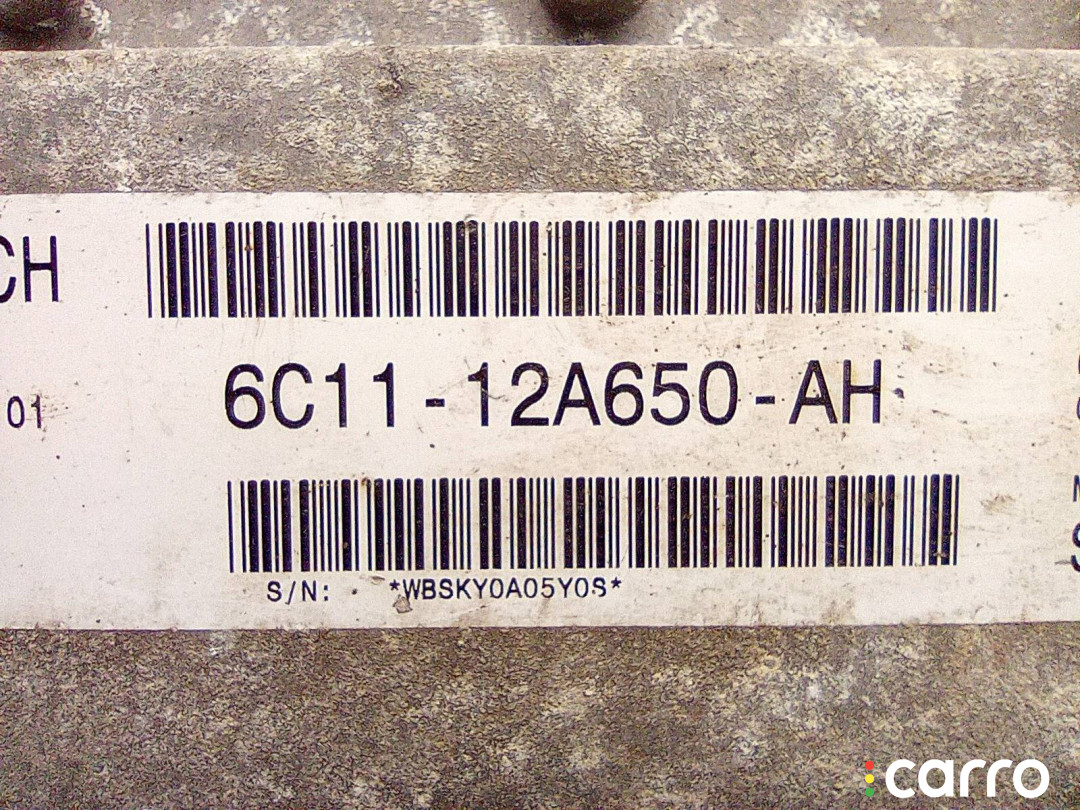 CH
6C11-12A650-AH
01
S/N: *WBSKY0A05Y0S*
carro